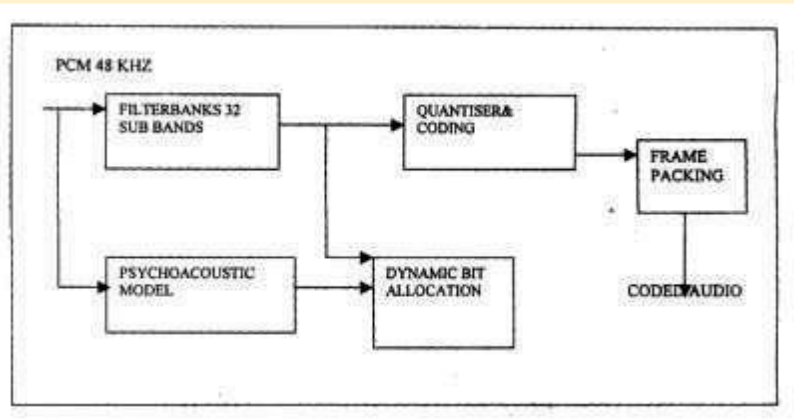 PCM 48 KHZ
FILTERBANKS 32
SUB BANDS
QUANTISER&
CODING
FRAME
PACKING
PSYCHOACOUSTIC
MODEL
DYNAMIC BIT
ALLOCATION
CODED AUDIO